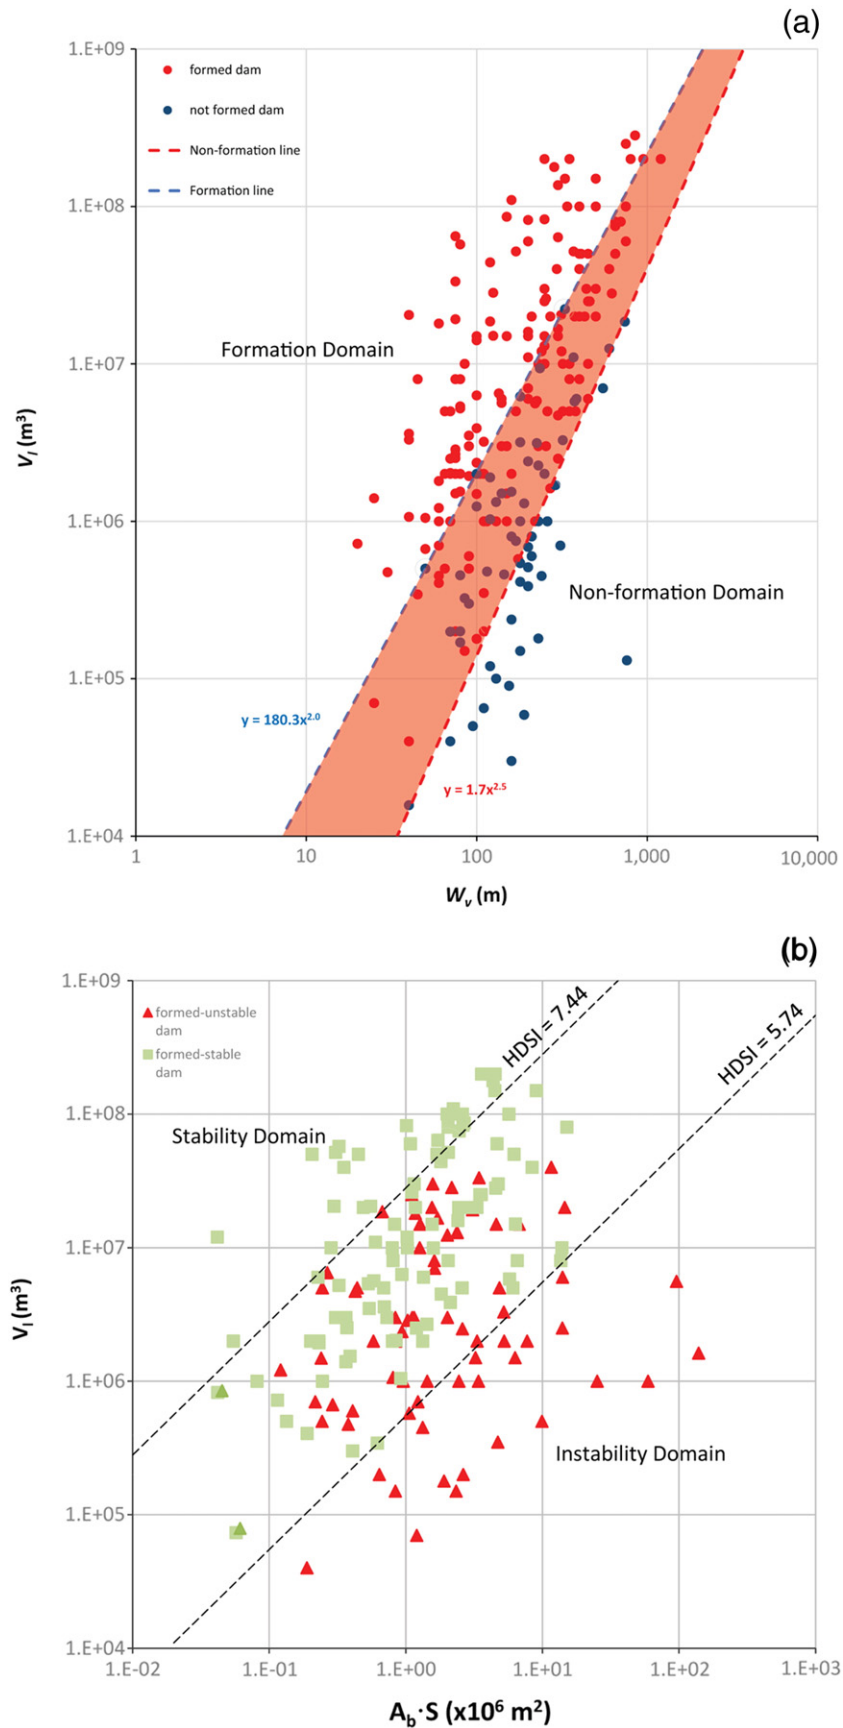 (a)
1.E+09
formed dam
not formed dam
Non-formation line
Formation line
1.E+08
Formation Domain
1.E+07
V_l (m³)
1.E+06
Non-formation Domain
1.E+05
y = 180.3x^2.0
y = 1.7x^2.5
1.E+04
1 10 100 1,000 10,000
W_v (m)
(b)
1.E+09
formed-unstable
dam
formed-stable
dam
HDSI = 7.44
HDSI = 5.74
1.E+08
Stability Domain
1.E+07
V_l (m³)
1.E+06
Instability Domain
1.E+05
1.E+04
1.E-02 1.E-01 1.E+00 1.E+01 1.E+02 1.E+03
A_b·S (x10⁶ m²)